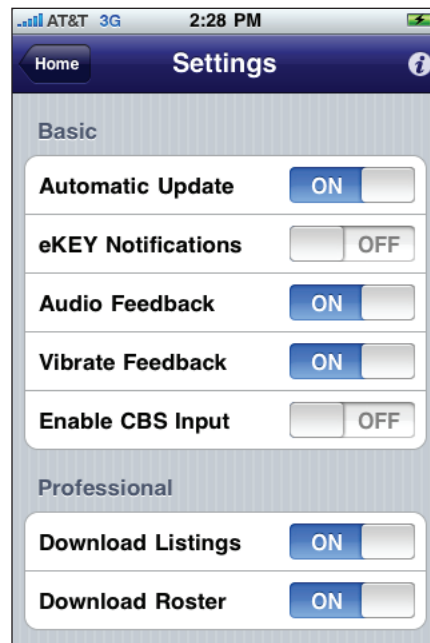 AT&T 3G 2:28 PM
Home Settings i
Basic
Automatic Update ON
eKEY Notifications OFF
Audio Feedback ON
Vibrate Feedback ON
Enable CBS Input OFF
Professional
Download Listings ON
Download Roster ON